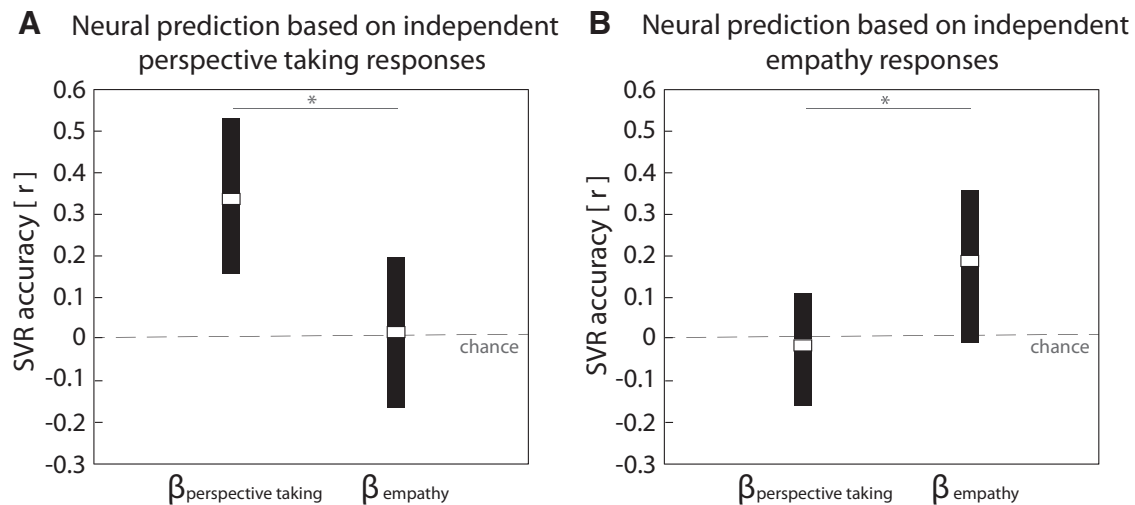 A Neural prediction based on independent
perspective taking responses
SVR accuracy [ r ]
0.6
0.5
0.4
0.3
0.2
0.1
0
-0.1
-0.2
-0.3
*
chance
βperspective taking
β empathy
B Neural prediction based on independent
empathy responses
SVR accuracy [ r ]
0.6
0.5
0.4
0.3
0.2
0.1
0
-0.1
-0.2
-0.3
*
chance
βperspective taking
β empathy